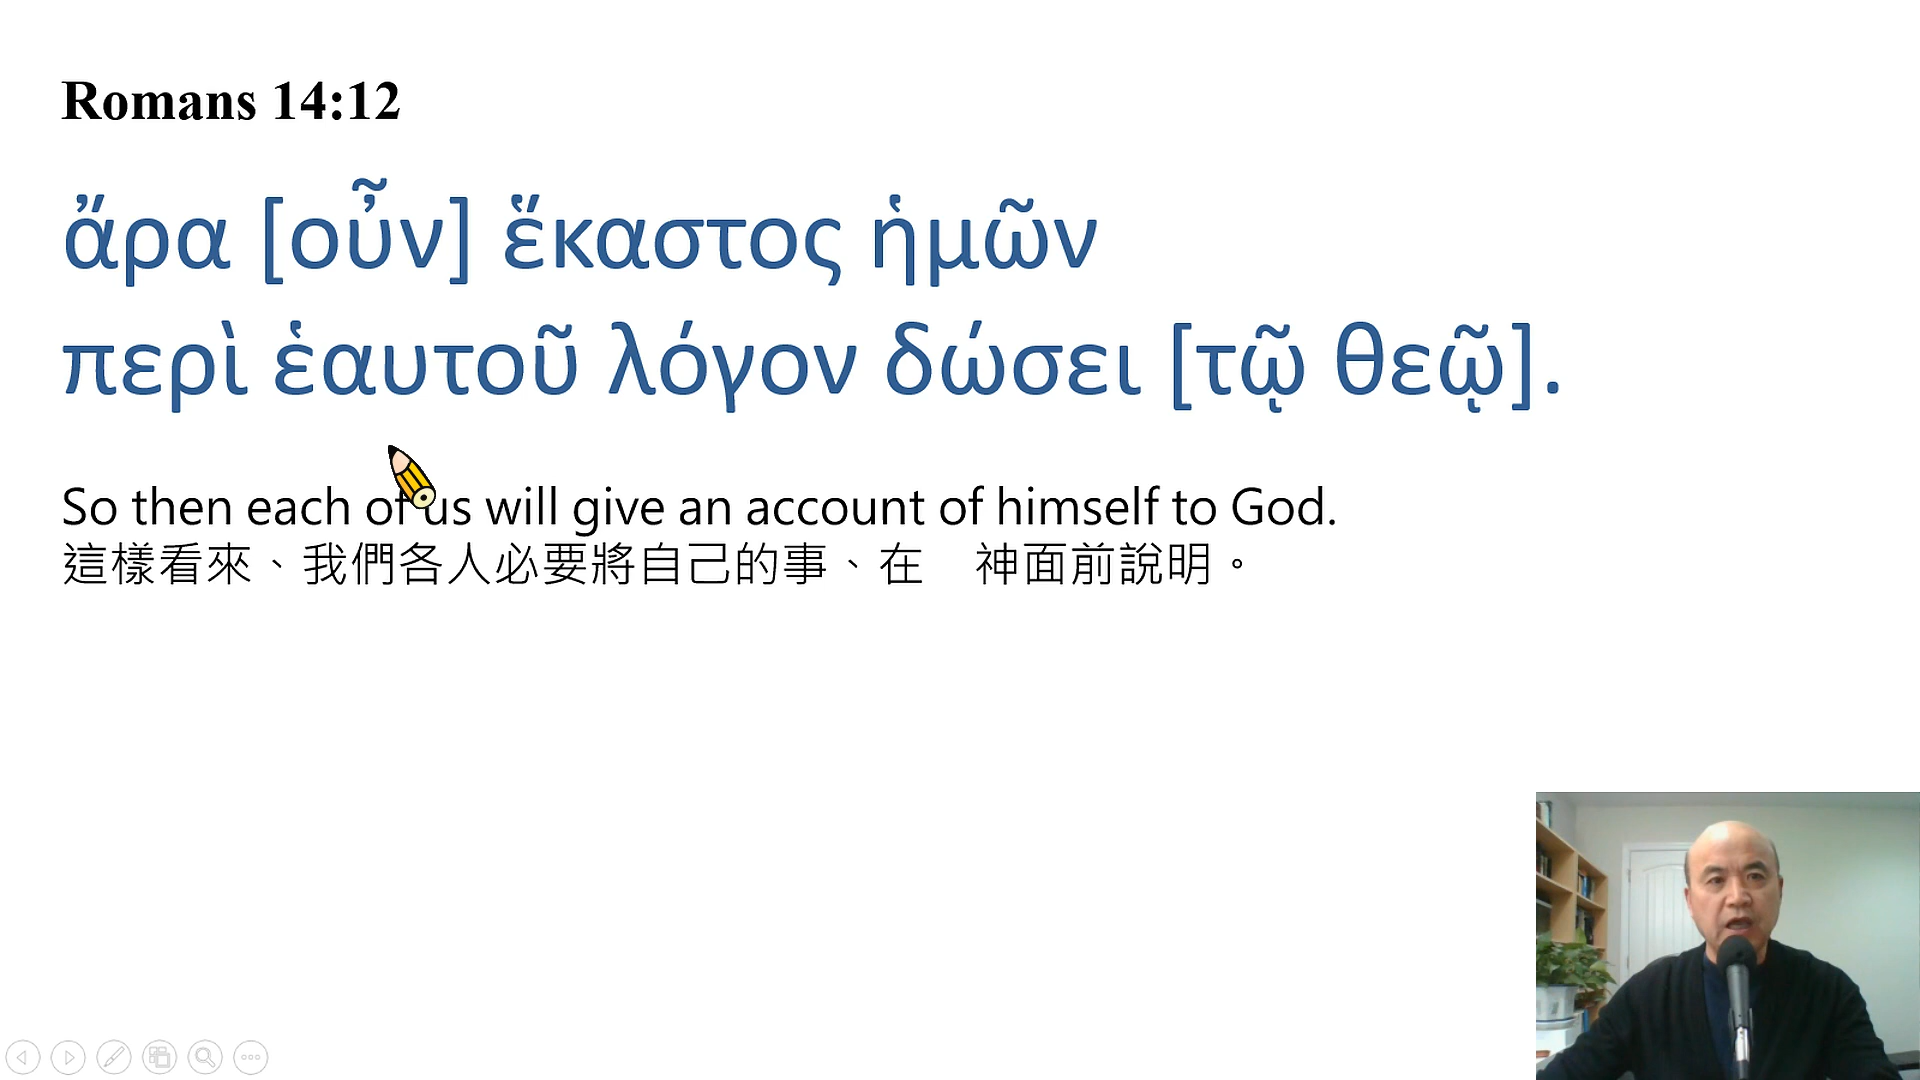 Romans 14:12
ἄρα [οὖν] ἕκαστος ἡμῶν
περὶ ἑαυτοῦ λόγον δώσει [τῷ θεῷ].
So then each of us will give an account of himself to God.
這樣看來、我們各人必要將自己的事、在　神面前說明。